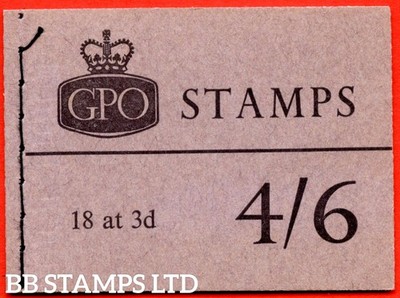 GPO STAMPS
18 at 3d 4/6
BB STAMPS LTD